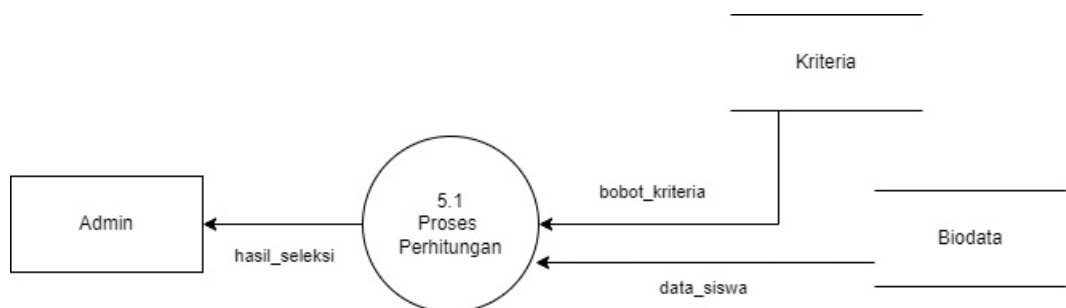 Kriteria
bobot_kriteria
5.1
Proses
Perhitungan
Admin
Biodata
hasil_seleksi
data_siswa